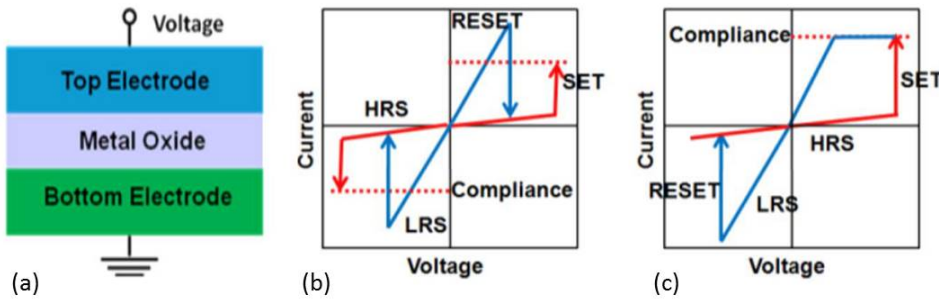 Voltage
Top Electrode
Metal Oxide
Bottom Electrode
(a)
RESET
SET
HRS
Current
Compliance
LRS
Voltage
(b)
Compliance
SET
Current
HRS
RESET
LRS
Voltage
(c)